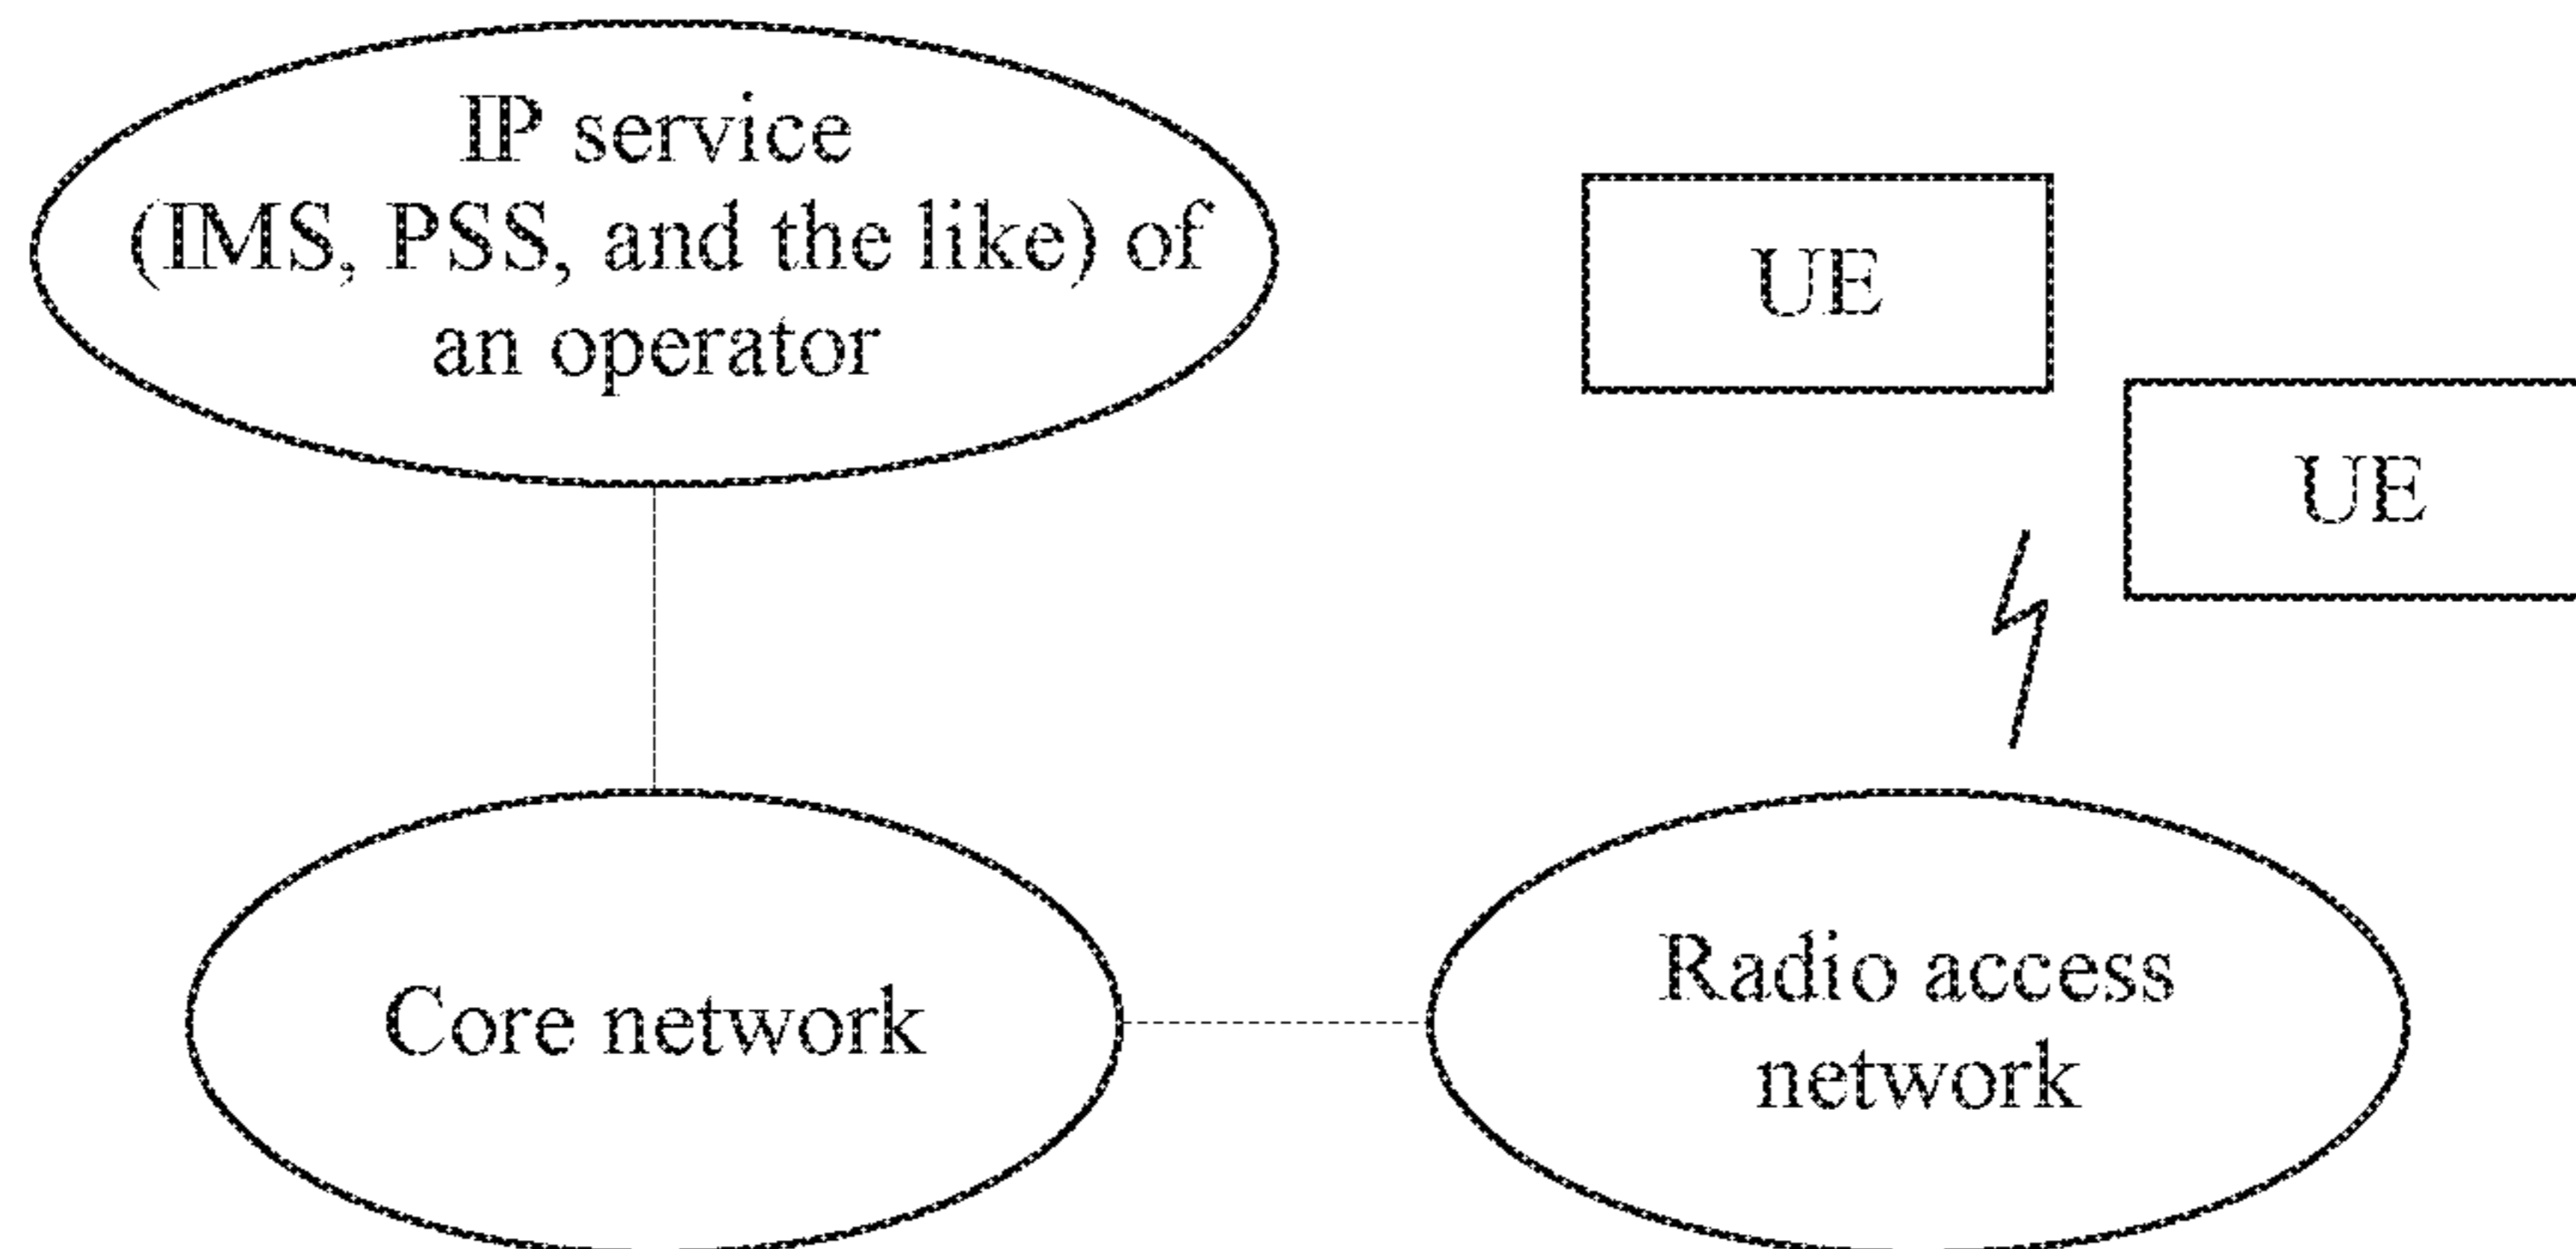 IP service
(IMS, PSS, and the like) of
an operator
UE
UE
Core network
Radio access
network